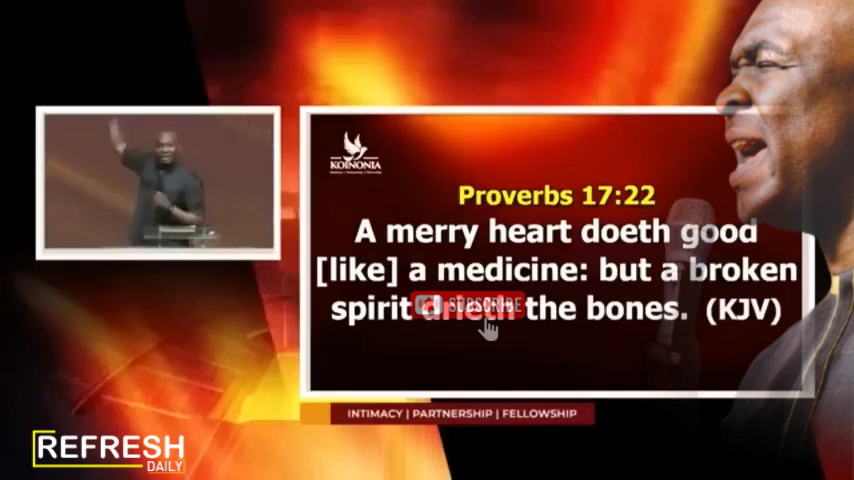 KOINONIA
Proverbs 17:22
A merry heart doeth good
[like] a medicine: but a broken
spirit drieth the bones. (KJV)
SUBSCRIBE
INTIMACY | PARTNERSHIP | FELLOWSHIP
REFRESH
DAILY